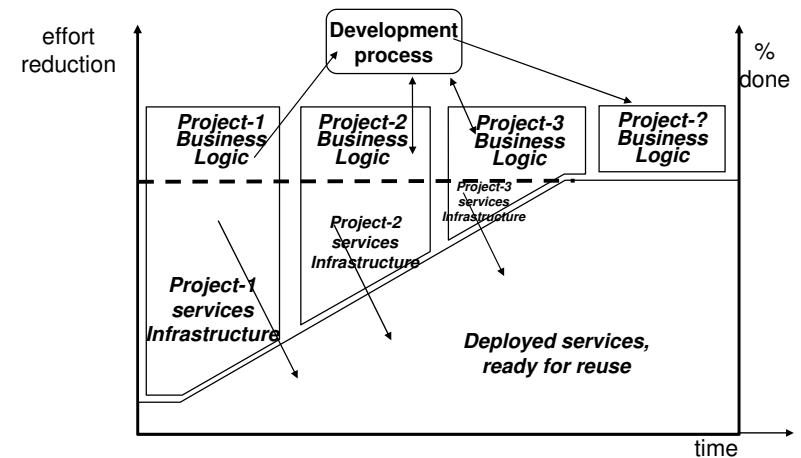 effort
reduction
Development
process
%
done
Project-1
Business
Logic
Project-2
Business
Logic
Project-3
Business
Logic
Project-?
Business
Logic
Project-3
services
Infrastructure
Project-2
services
Infrastructure
Project-1
services
Infrastructure
Deployed services,
ready for reuse
time